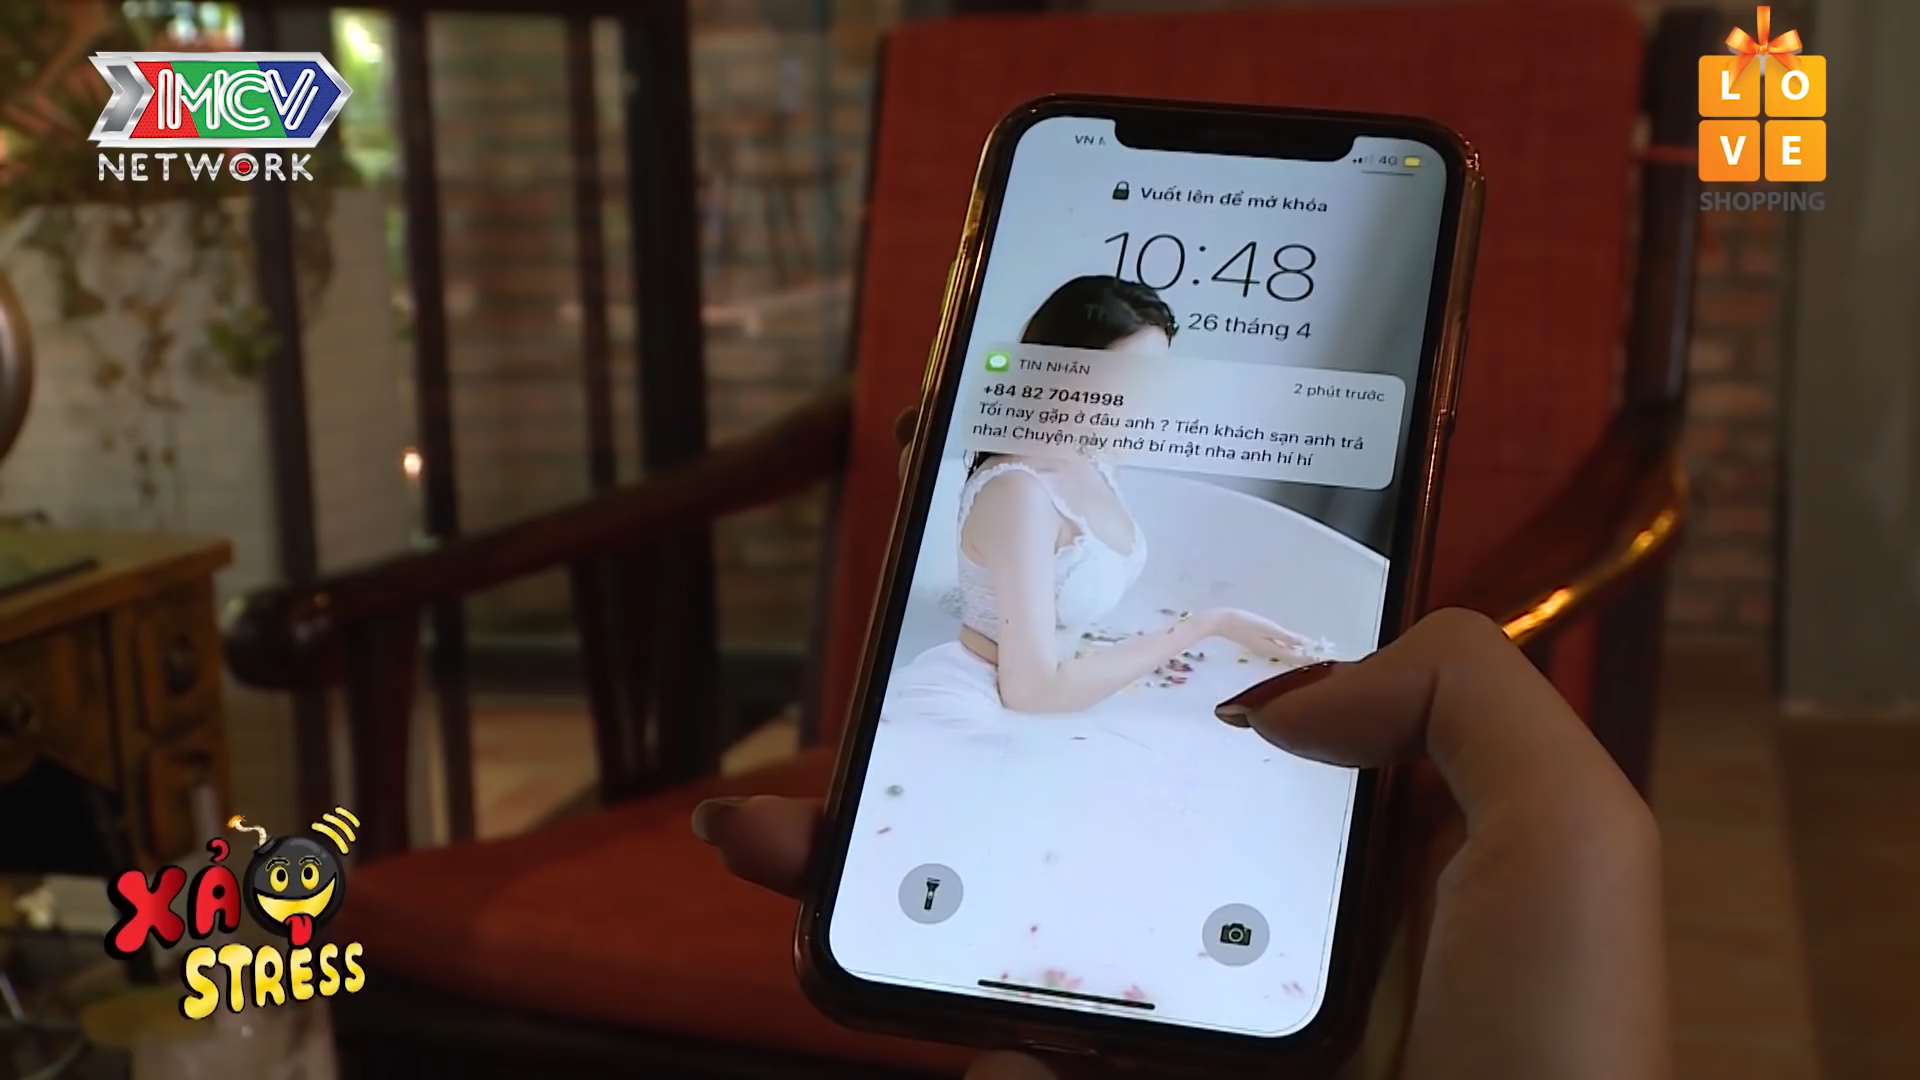 MCV
NETWORK
L O
V E
SHOPPING
VN
4G
Vuốt lên để mở khóa
10:48
26 tháng 4
TIN NHẮN
2 phút trước
+84 82 7041998
Tối nay gặp ở đâu anh ? Tiền khách sạn anh trả
nha! Chuyện này nhớ bí mật nha anh hí hí
XẢ
STRESS